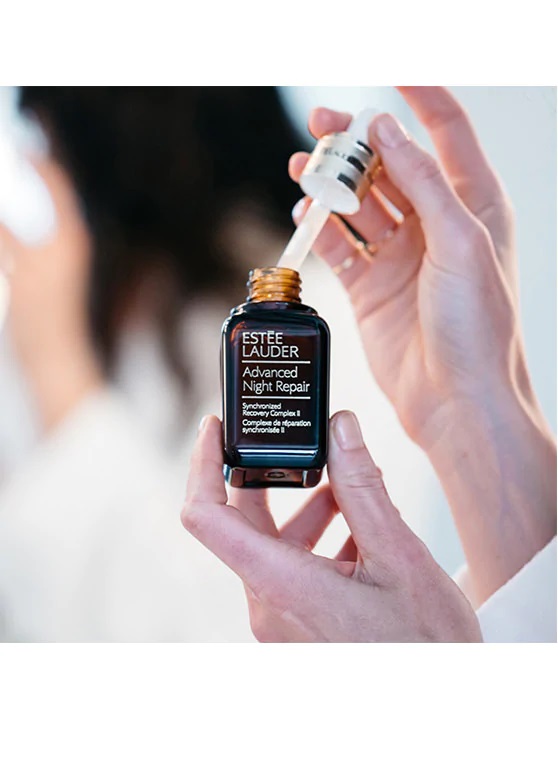 ESTĒE
LAUDER
Advanced
Night Repair
Synchronized
Recovery Complex II
Complexe de réparation
synchronisée II